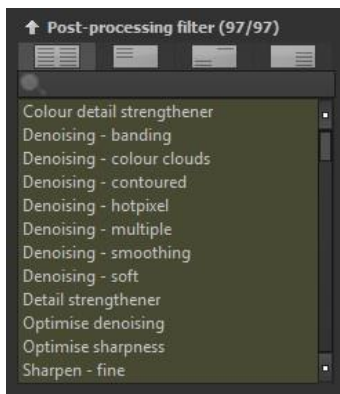 Post-processing filter (97/97)
Colour detail strengthener
Denoising - banding
Denoising - colour clouds
Denoising - contoured
Denoising - hotpixel
Denoising - multiple
Denoising - smoothing
Denoising - soft
Detail strengthener
Optimise denoising
Optimise sharpness
Sharpen - fine